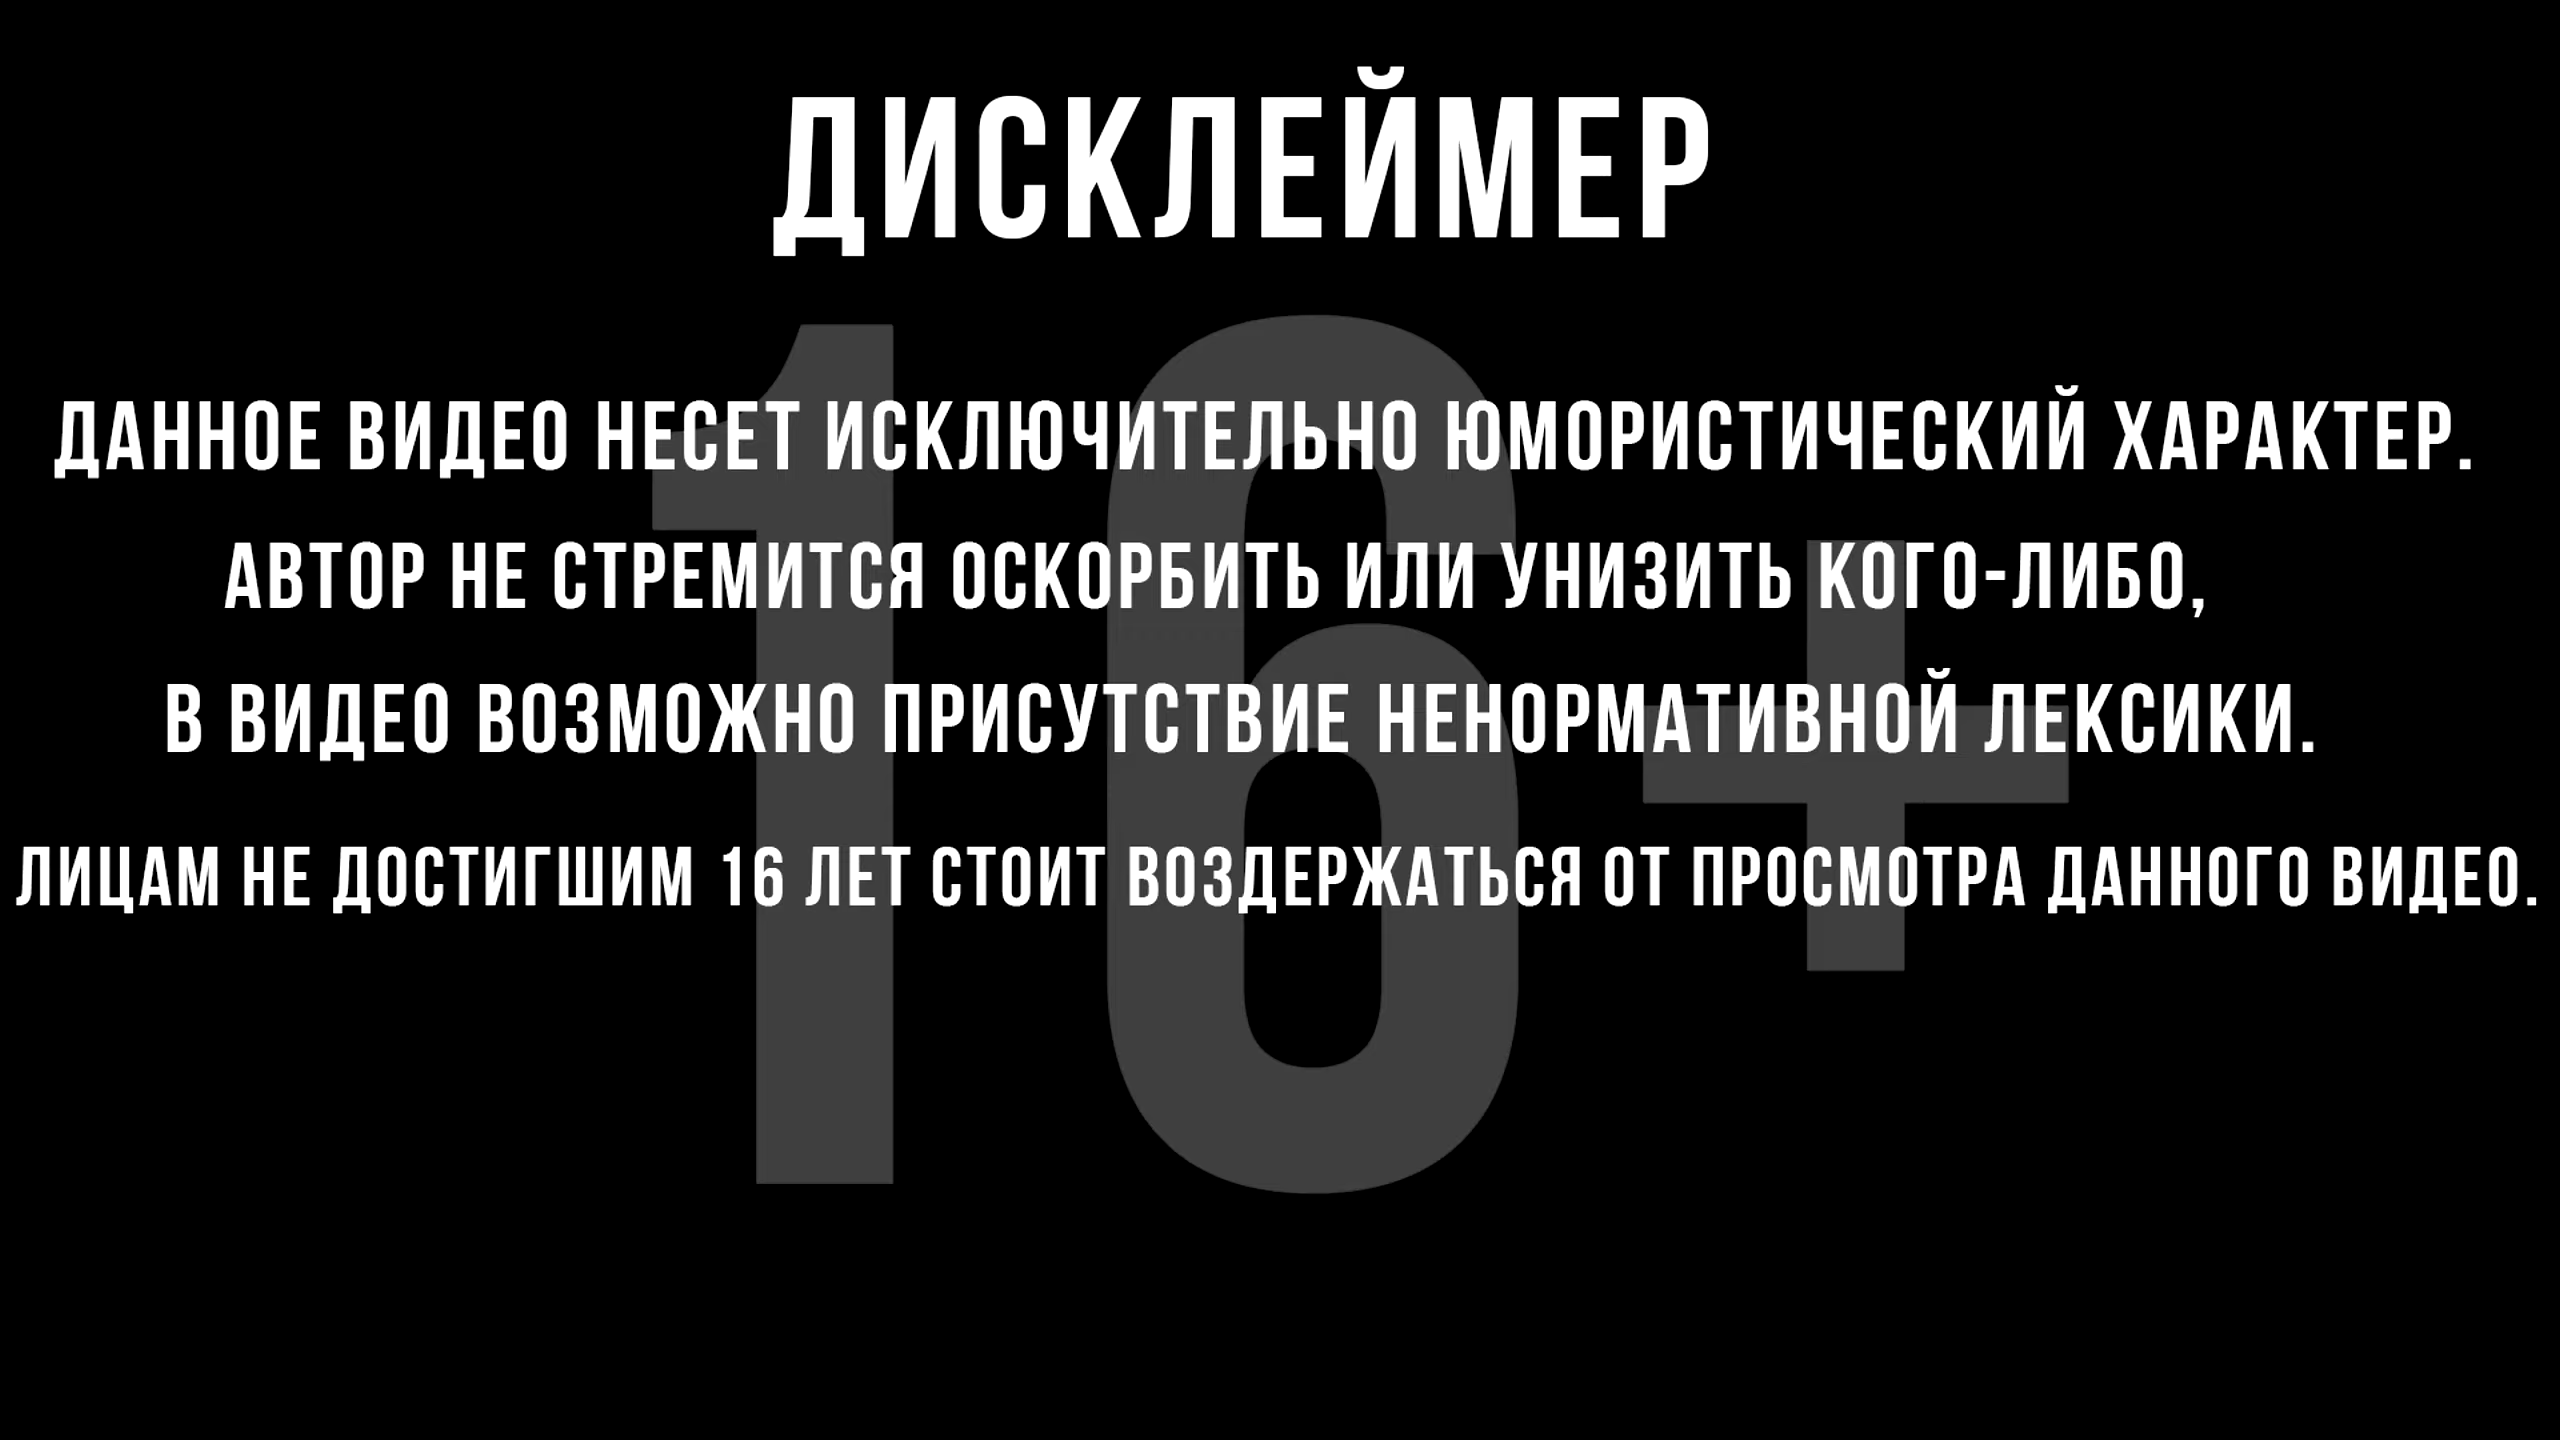 ДИСКЛЕЙМЕР
16+
ДАННОЕ ВИДЕО НЕСЕТ ИСКЛЮЧИТЕЛЬНО ЮМОРИСТИЧЕСКИЙ ХАРАКТЕР.
АВТОР НЕ СТРЕМИТСЯ ОСКОРБИТЬ ИЛИ УНИЗИТЬ КОГО-ЛИБО,
В ВИДЕО ВОЗМОЖНО ПРИСУТСТВИЕ НЕНОРМАТИВНОЙ ЛЕКСИКИ.
ЛИЦАМ НЕ ДОСТИГШИМ 16 ЛЕТ СТОИТ ВОЗДЕРЖАТЬСЯ ОТ ПРОСМОТРА ДАННОГО ВИДЕО.